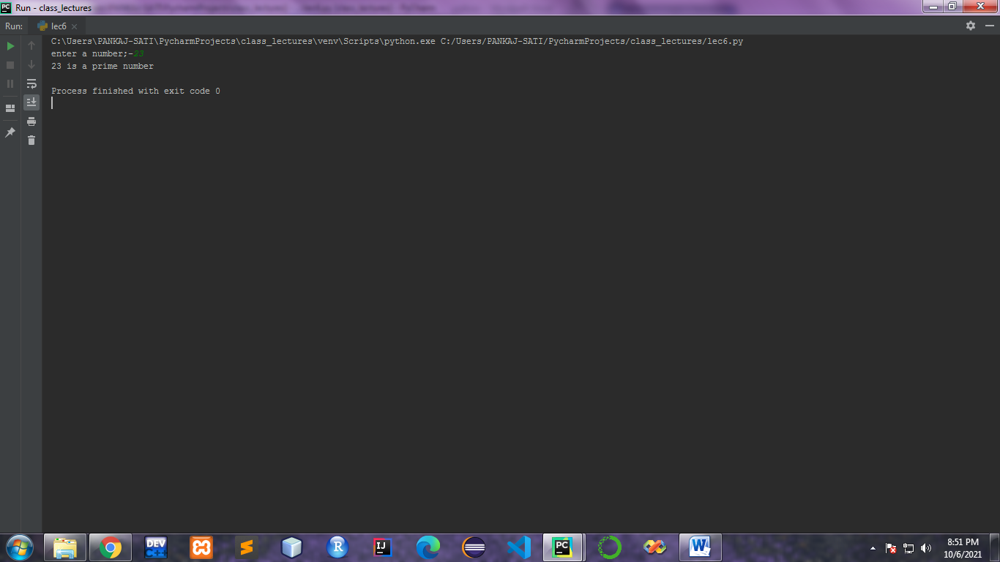 Run - class_lectures
Run: lec6
C:\Users\PANKAJ-SATI\PycharmProjects\class_lectures\venv\Scripts\python.exe C:/Users/PANKAJ-SATI/PycharmProjects/class_lectures/lec6.py
enter a number;-23
23 is a prime number
Process finished with exit code 0
PC
DEV
C++
R
IJ
PC
W
8:51 PM
10/6/2021